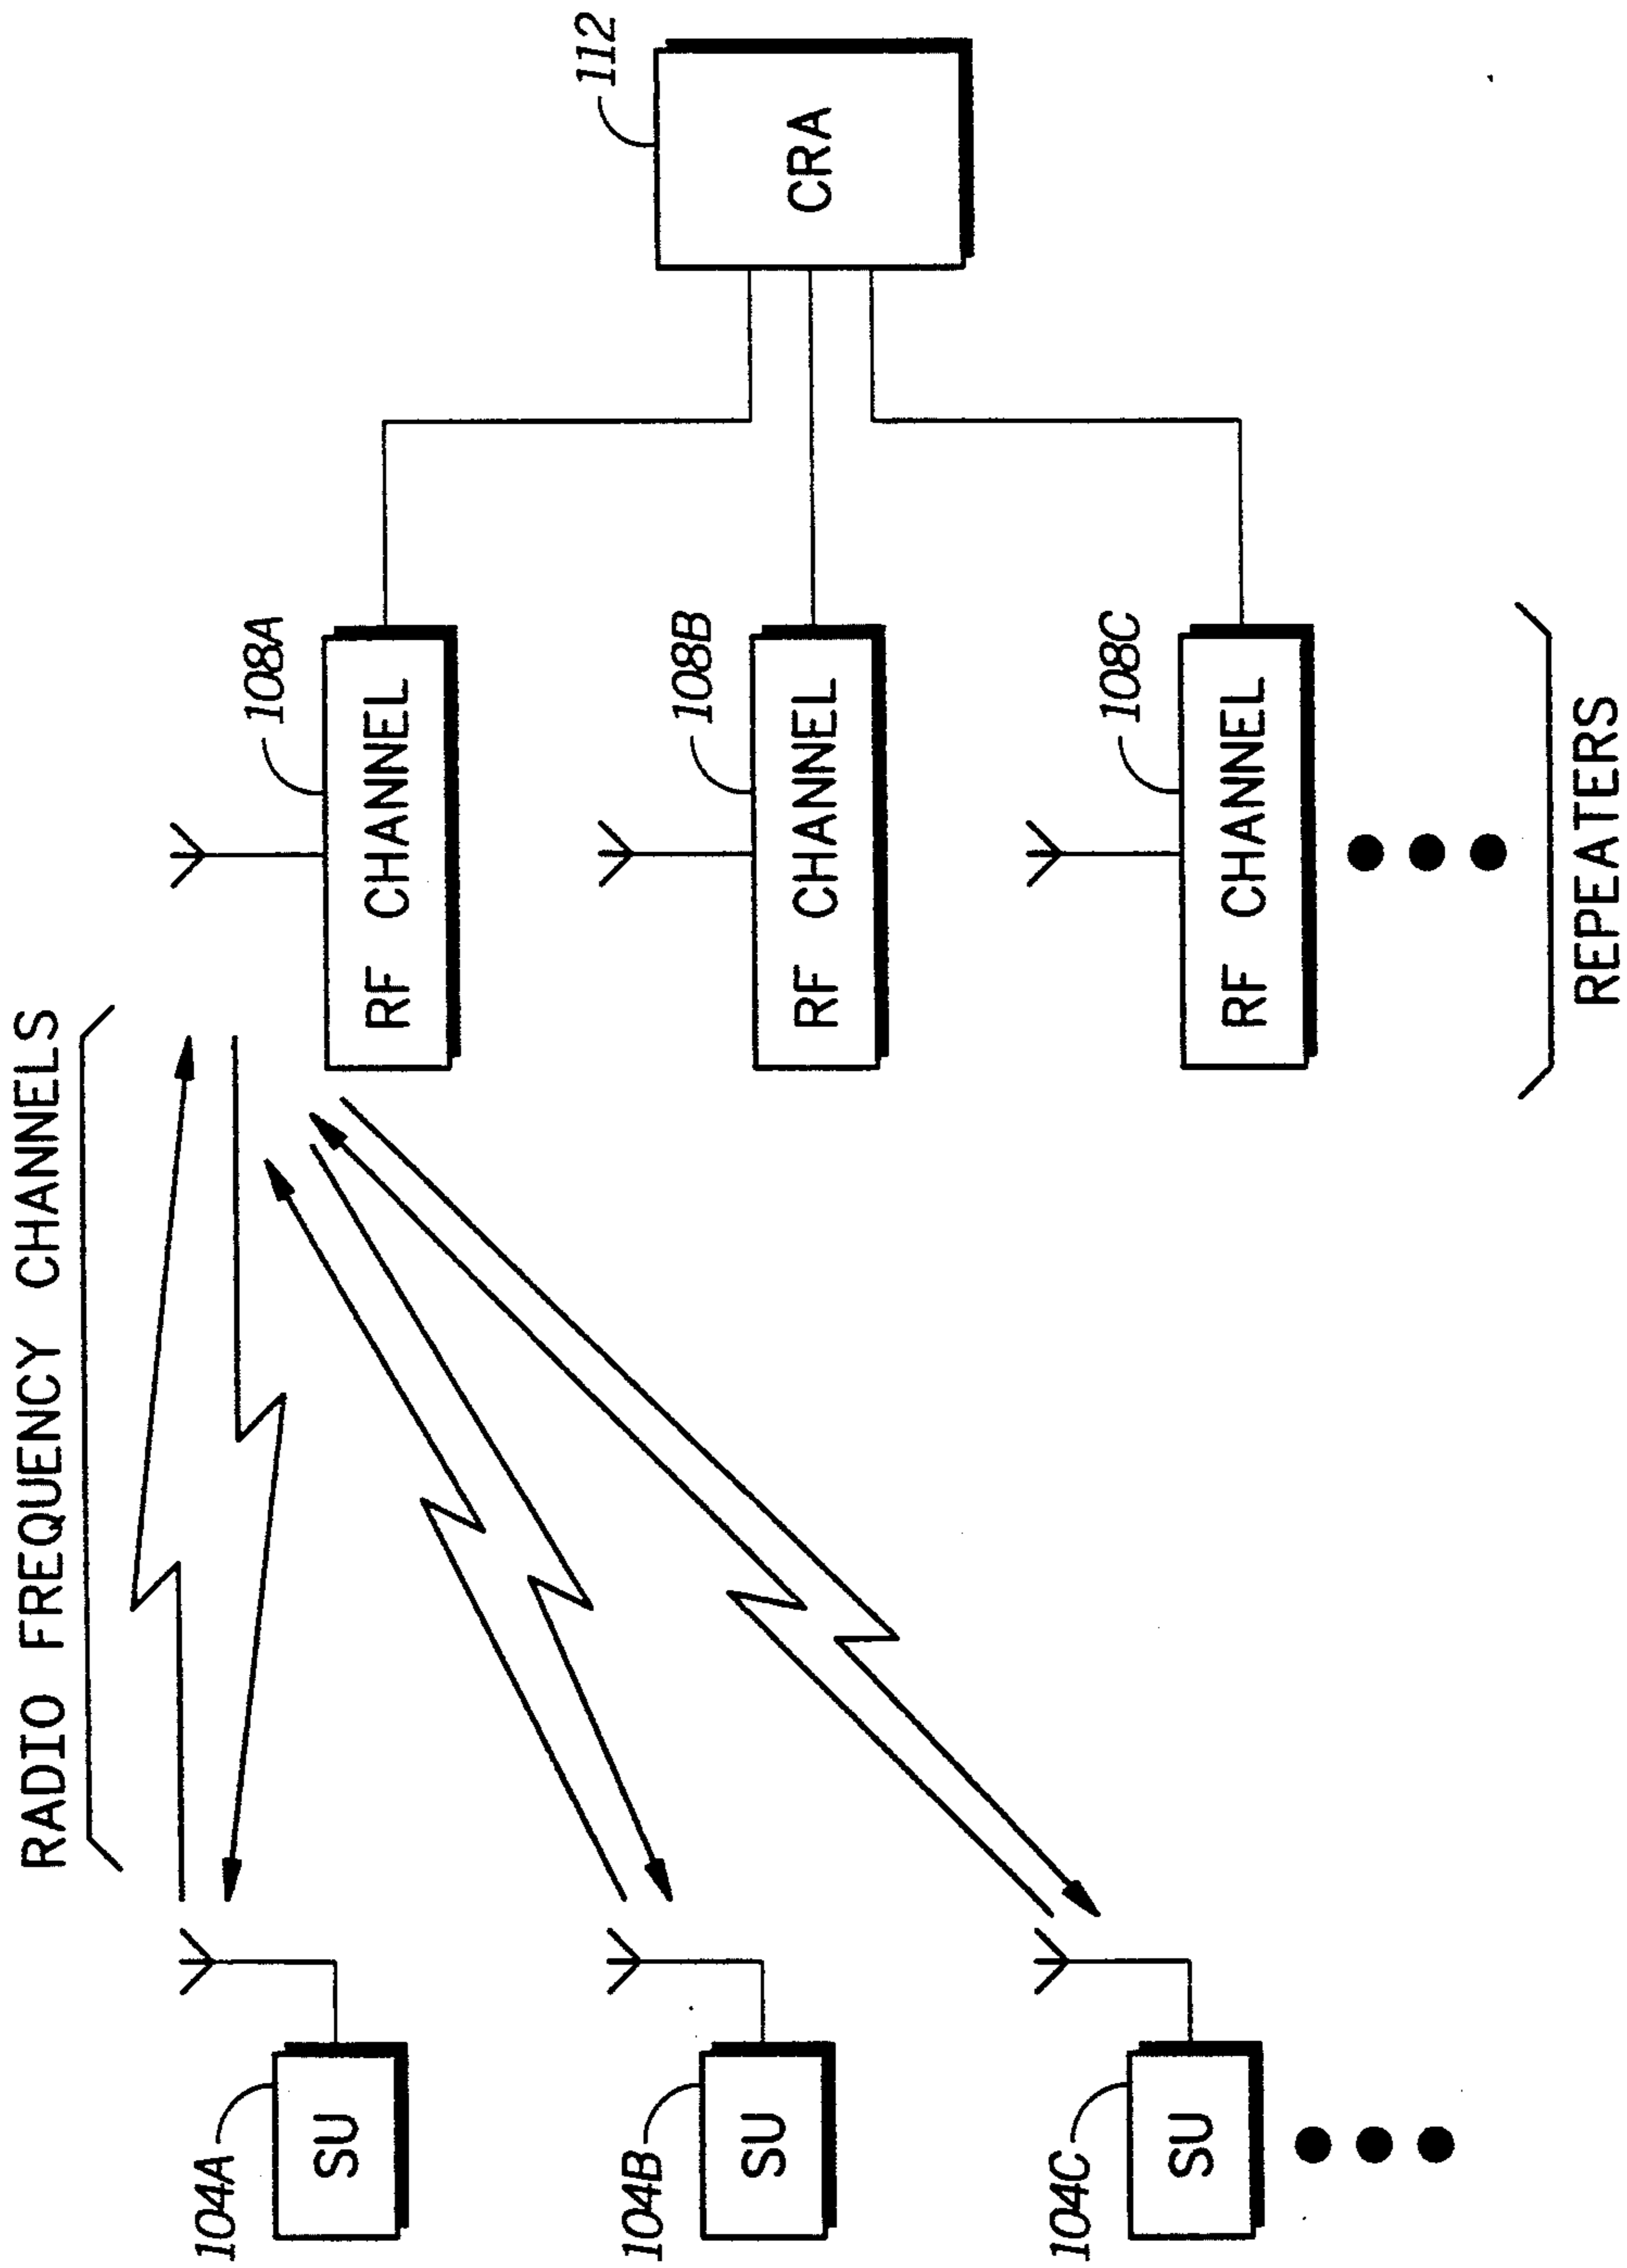 RADIO FREQUENCY CHANNELS
104A
SU
104B
SU
104C
SU
108A
RF CHANNEL
108B
RF CHANNEL
108C
RF CHANNEL
REPEATERS
112
CRA